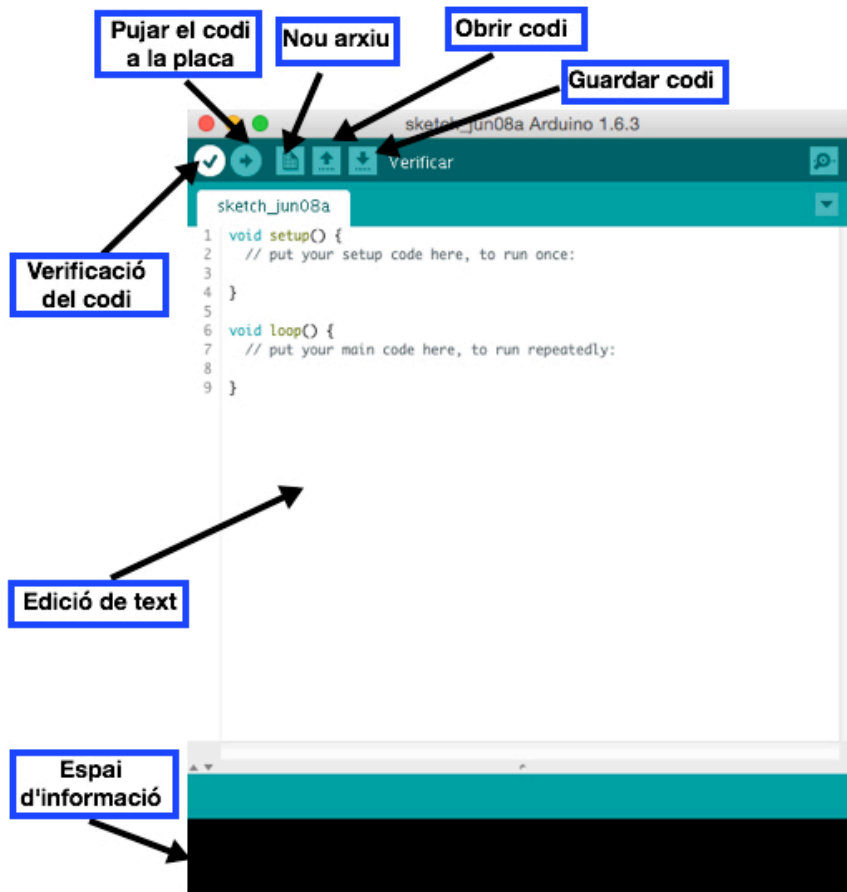 Pujar el codi
a la placa
Nou arxiu
Obrir codi
Guardar codi
sketch_jun08a Arduino 1.6.3
Verificar
sketch_jun08a
1 void setup() {
2 // put your setup code here, to run once:
3
4 }
5
6 void loop() {
7 // put your main code here, to run repeatedly:
8
9 }
Verificació
del codi
Edició de text
Espai
d'informació